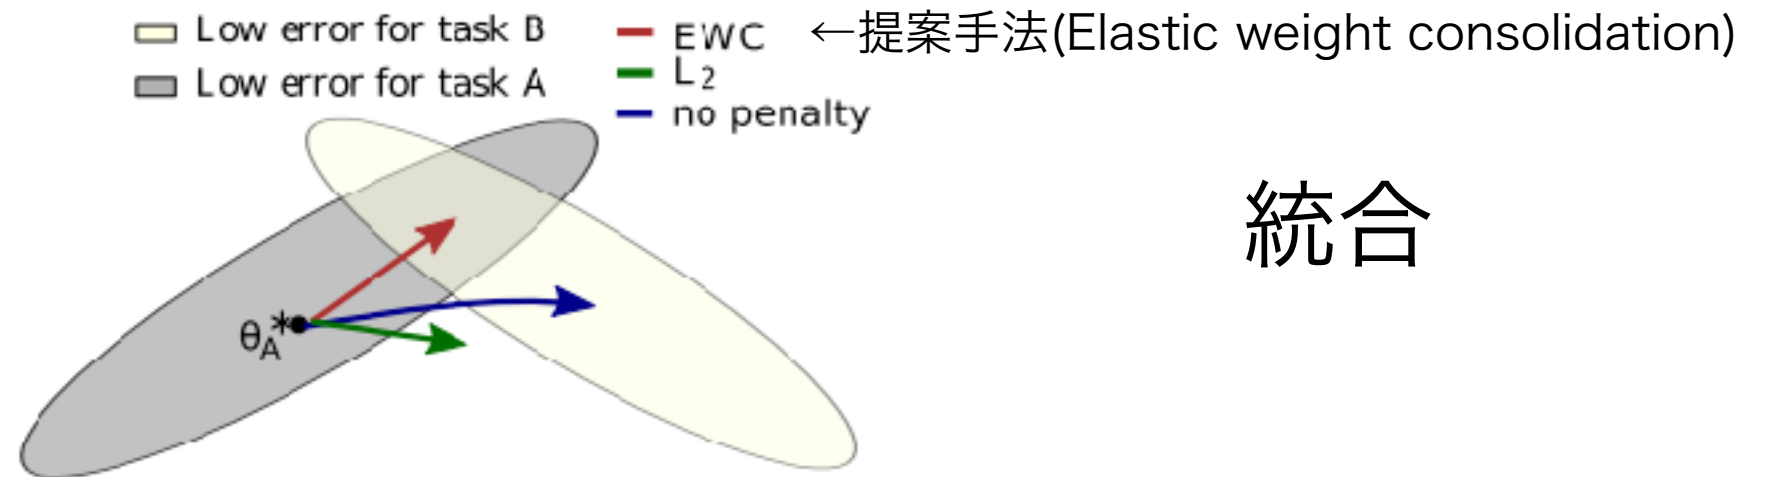 Low error for task B
Low error for task A
EWC ←提案手法(Elastic weight consolidation)
L2
no penalty
統合
θA*